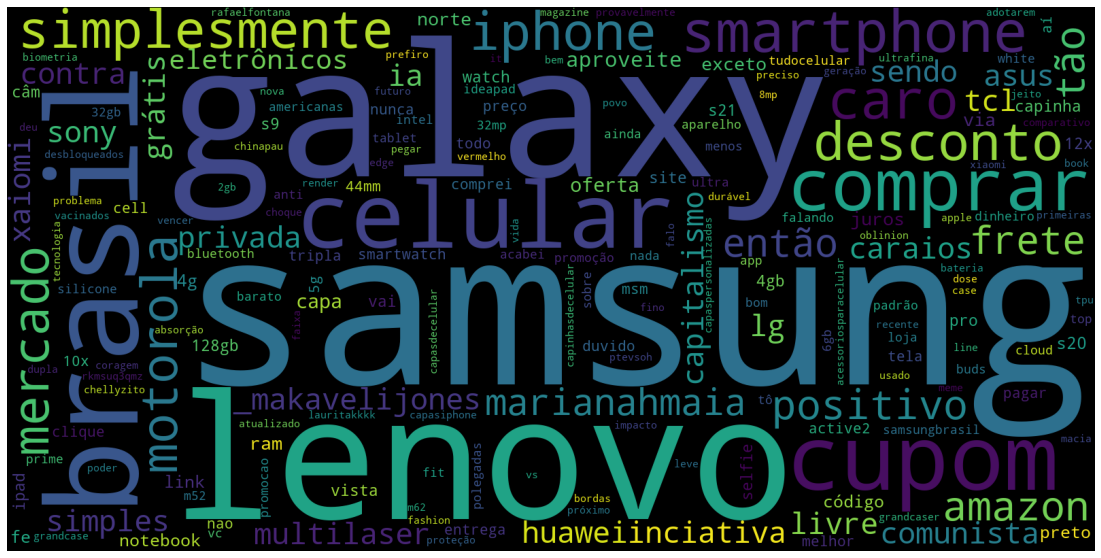 galaxy
samsung
lenovo
brasil
celular
comprar
cupom
smartphone
iphone
simplesmente
desconto
caro
mercado
motorola
positivo
amazon
frete
então
tão
marianahmaia
_makavelijones
huaweiinciativa
multilaser
comunista
livre
capitalismo
privada
eletrônicos
aproveite
contra
sony
grátis
xaiomi
simples
caraios
sendo
asus
tcl
lg
ia
norte
exceto
watch
ideapad
preço
nunca
intel
americanas
s9
chinapau
tablet
todo
vermelho
futuro
nova
pegar
edge
render
2gb
choque
anti
44mm
32mp
rafaelfontana
biometria
câm
32gb
deu
desbloqueados
problema
cell
vacinados
vencer
tecnologia
bluetooth
silicone
4g
tripla
smartwatch
comprei
oferta
site
ultra
menos
s21
ainda
aparelho
povo
prefiro
bem
magazine
provavelmente
it
tudocelular
preciso
8mp
geração
ultrafina
white
jeito
adotarem
aí
capinha
comparativo
via
12x
book
xiaomi
durável
falando
juros
apple
dinheiro
primeiras
oblinion
app
4gb
bateria
dose
case
tpu
padrão
recente
loja
pro
top
s20
line
tela
cloud
buds
usado
6gb
bom
acessoriosparacelular
capaspersonalizadas
msm
nada
sobre
duvido
fino
falo
vida
promoção
acabei
capinhasdecelular
capasdecelular
5g
capa
vai
faixa
barato
128gb
absorção
10x
dupla
coragem
rkmsuq3qmz
chellyzito
clique
prime
poder
link
ipad
m52
fe
grandcase
notebook
não
vc
ram
atualizado
lauritakkkk
capasiphone
vista
promocao
fashion
fit
m62
vs
polegadas
entrega
proteção
ptevsoh
impacto
leve
bordas
próximo
selfie
tô
meme
active2
samsungbrasil
pagar
macia
código
grandcaser
melhor
preto